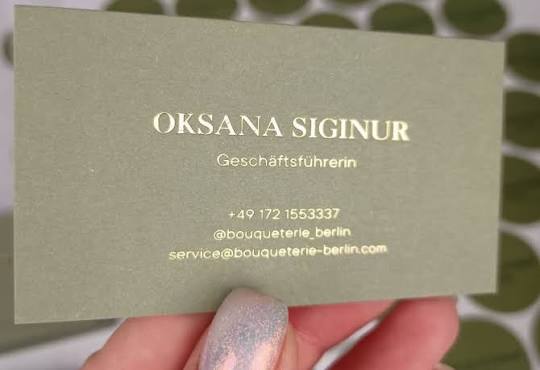 OKSANA SIGINUR
Geschäftsführerin
+49 172 1553337
@bouqueterie_berlin
service@bouqueterie-berlin.com